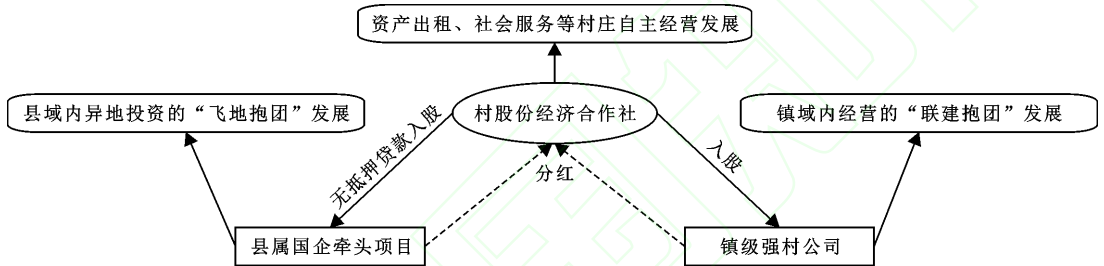 资产出租、社会服务等村庄自主经营发展
县域内异地投资的“飞地抱团”发展
村股份经济合作社
镇域内经营的“联建抱团”发展
无抵押贷款入股
入股
分红
县属国企牵头项目
镇级强村公司